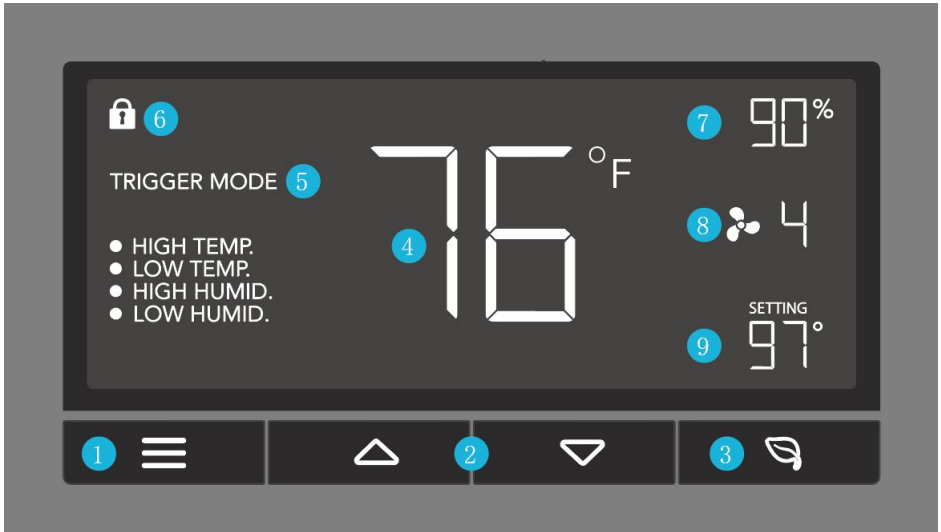 6
7 90%
TRIGGER MODE 5
4 76°F
8 4
● HIGH TEMP.
● LOW TEMP.
● HIGH HUMID.
● LOW HUMID.
SETTING
9 97°
1
2
3